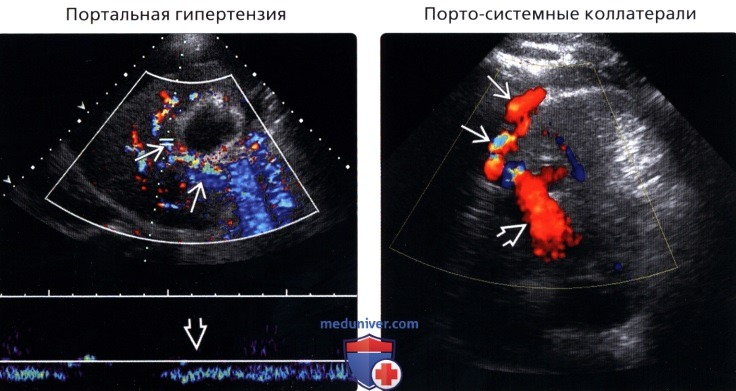 Портальная гипертензия
Порто-системные коллатерали
meduniver.com